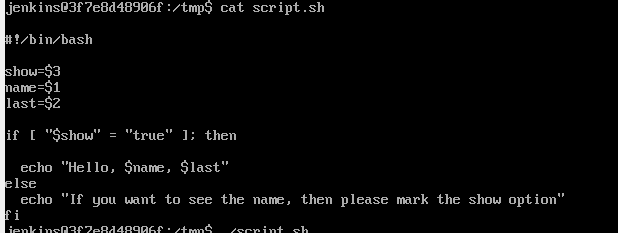 jenkins@3f7e8d48906f:/tmp$ cat script.sh
#!/bin/bash
show=$3
name=$1
last=$2
if [ "$show" = "true" ]; then
echo "Hello, $name, $last"
else
echo "If you want to see the name, then please mark the show option"
fi
jenkins@3f7e8d48906f:/tmp$ ./script.sh